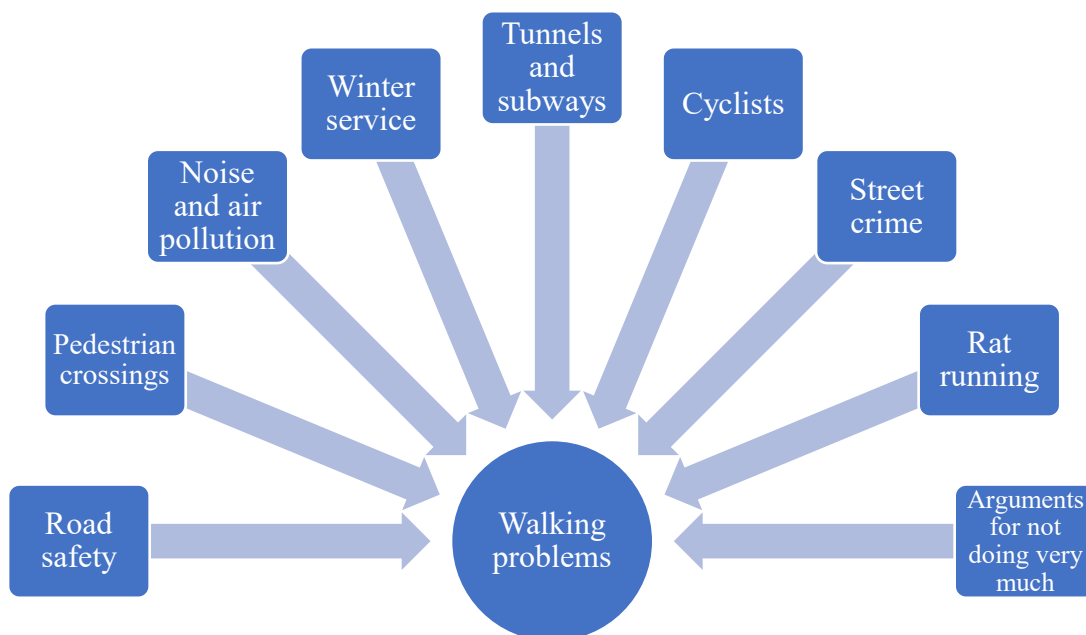 Tunnels
and
subways
Winter
service
Cyclists
Noise
and air
pollution
Street
crime
Pedestrian
crossings
Rat
running
Road
safety
Walking
problems
Arguments
for not
doing very
much